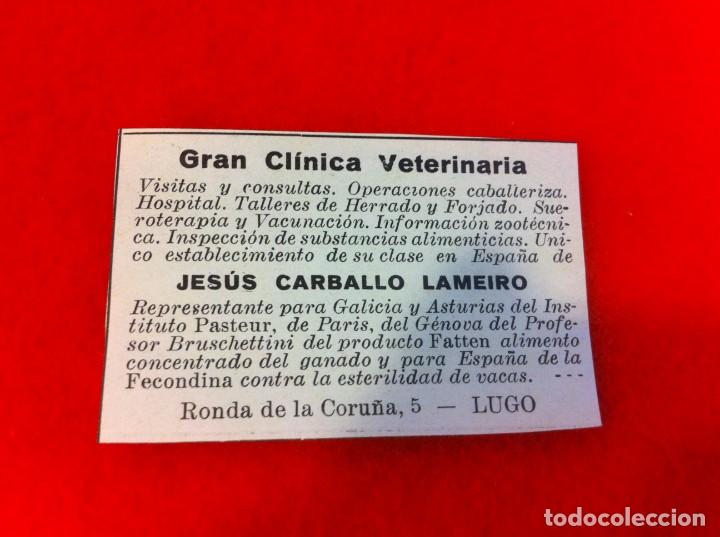 Gran Clínica Veterinaria
Visitas y consultas. Operaciones caballeriza.
Hospital. Talleres de Herrado y Forjado. Sue-
roterapia y Vacunación. Información zootécni-
ca. Inspección de substancias alimenticias. Uni-
co establecimiento de su clase en España de
JESÚS CARBALLO LAMEIRO
Representante para Galicia y Asturias del Ins-
tituto Pasteur, de Paris, del Génova del Profe-
sor Bruschettini del producto Fatten alimento
concentrado del ganado y para España de la
Fecondina contra la esterilidad de vacas. ---
Ronda de la Coruña, 5 — LUGO
todocoleccion
todocoleccion.net